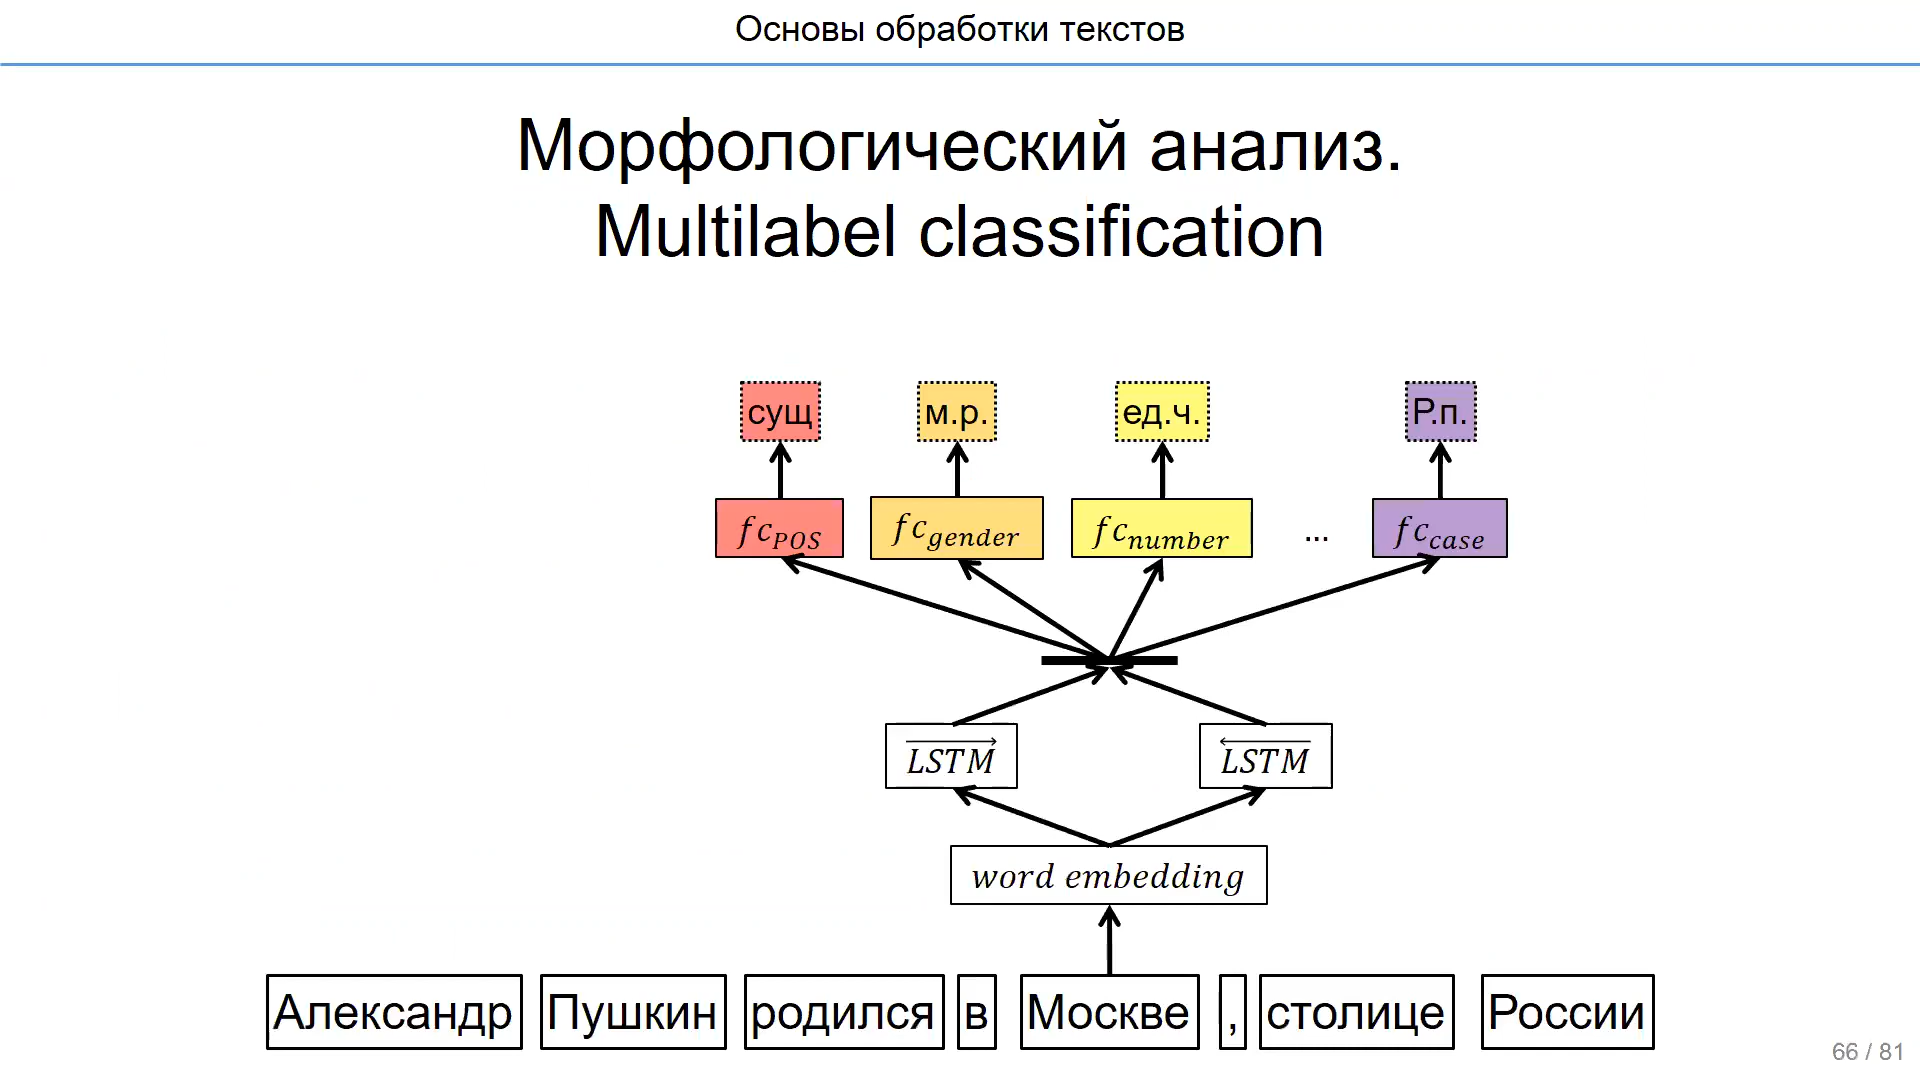 Основы обработки текстов
Морфологический анализ.
Multilabel classification
сущ м.р. ед.ч. Р.п.
fc_POS fc_gender fc_number ... fc_case
LSTM LSTM
word embedding
Александр Пушкин родился в Москве , столице России
66 / 81